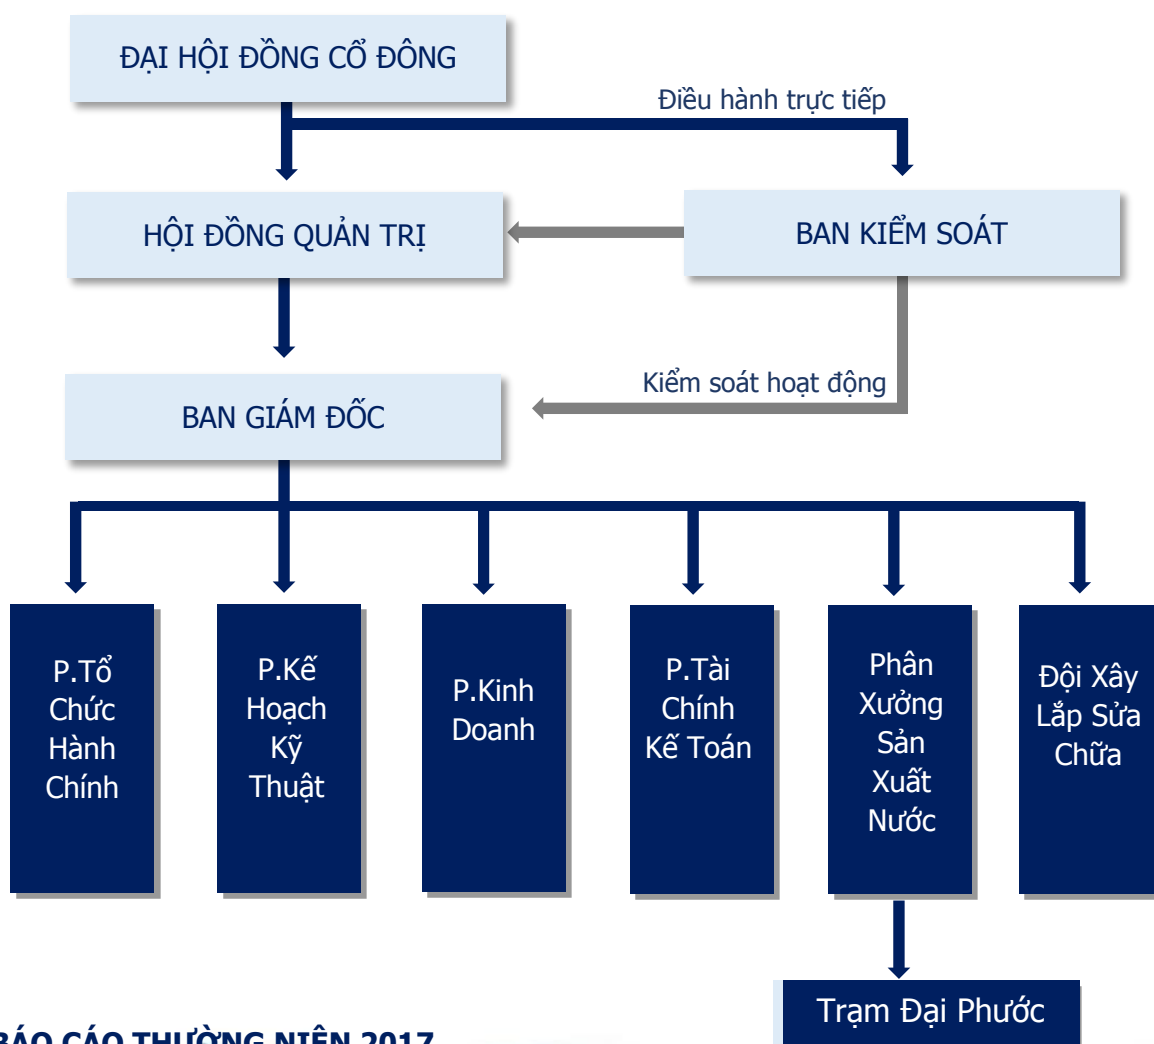 ĐẠI HỘI ĐỒNG CỔ ĐÔNG
Điều hành trực tiếp
HỘI ĐỒNG QUẢN TRỊ
BAN KIỂM SOÁT
Kiểm soát hoạt động
BAN GIÁM ĐỐC
P.Tổ
Chức
Hành
Chính
P.Kế
Hoạch
Kỹ
Thuật
P.Kinh
Doanh
P.Tài
Chính
Kế Toán
Phân
Xưởng
Sản
Xuất
Nước
Đội Xây
Lắp Sửa
Chữa
Trạm Đại Phước
BÁO CÁO THƯỜNG NIÊN 2017